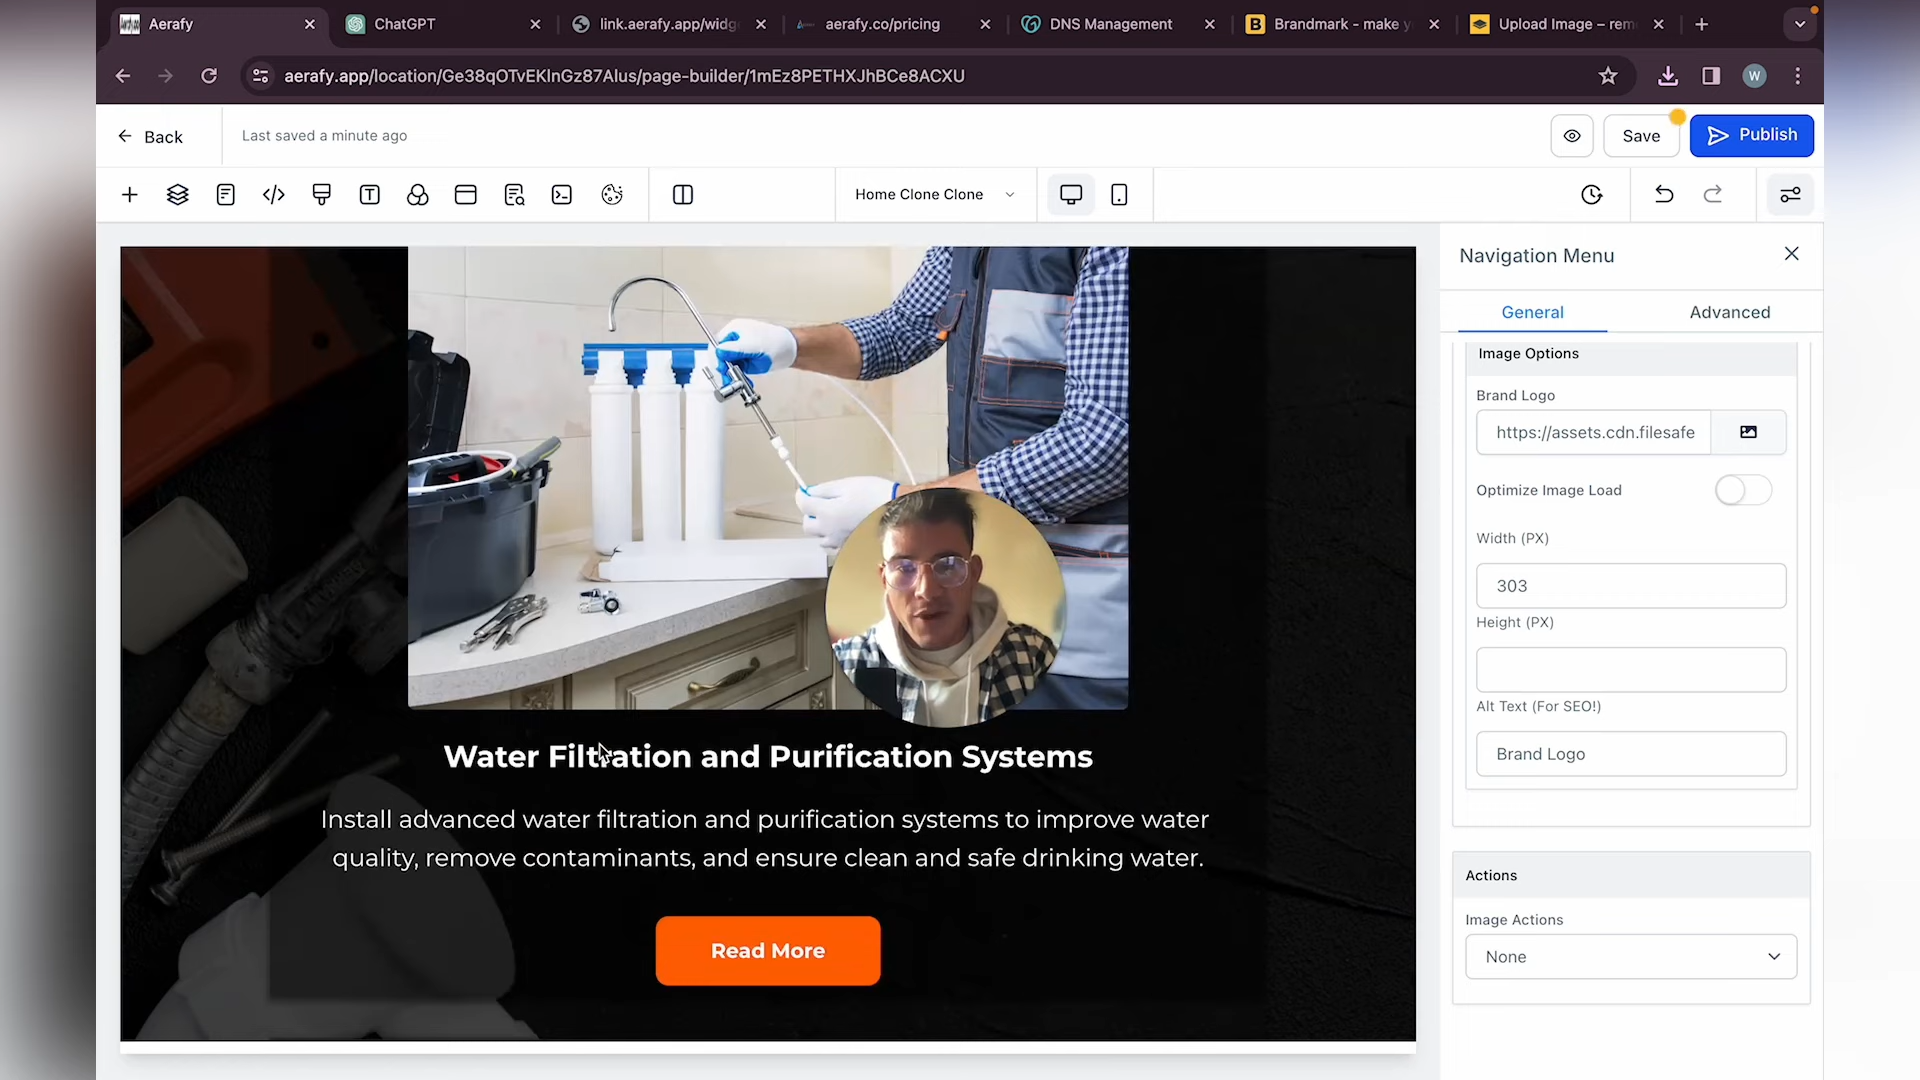 Aerafy
ChatGPT
link.aerafy.app/widg
aerafy.co/pricing
DNS Management
Brandmark - make y
Upload Image – rem
aerafy.app/location/Ge38qOTvEKlnGz87Alus/page-builder/1mEz8PETHXJhBCe8ACXU
W
Back
Last saved a minute ago
Save
Publish
Home Clone Clone
Navigation Menu
General
Advanced
Image Options
Brand Logo
https://assets.cdn.filesafe
Optimize Image Load
Width (PX)
303
Height (PX)
Alt Text (For SEO!)
Brand Logo
Actions
Image Actions
None
Water Filtration and Purification Systems
Install advanced water filtration and purification systems to improve water
quality, remove contaminants, and ensure clean and safe drinking water.
Read More